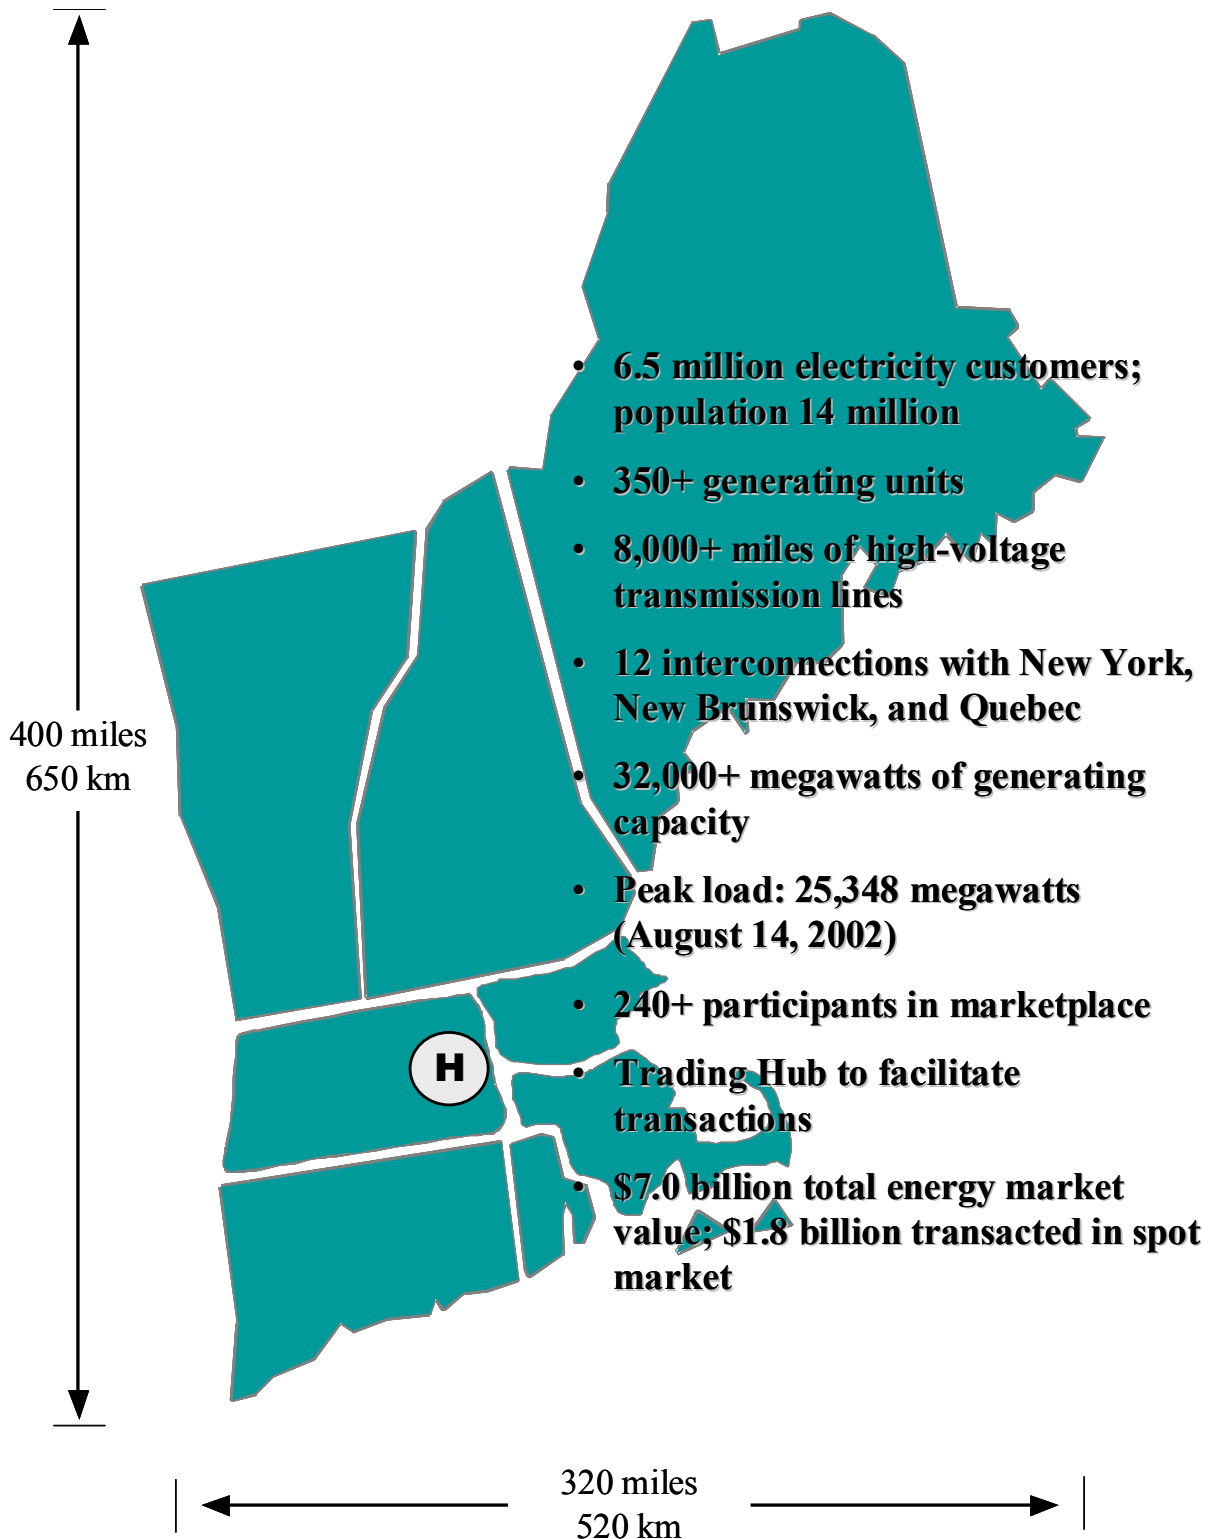 • 6.5 million electricity customers;
population 14 million
• 350+ generating units
• 8,000+ miles of high-voltage
transmission lines
• 12 interconnections with New York,
New Brunswick, and Quebec
400 miles
650 km
• 32,000+ megawatts of generating
capacity
• Peak load: 25,348 megawatts
(August 14, 2002)
• 240+ participants in marketplace
H
• Trading Hub to facilitate
transactions
• $7.0 billion total energy market
value; $1.8 billion transacted in spot
market
320 miles
520 km